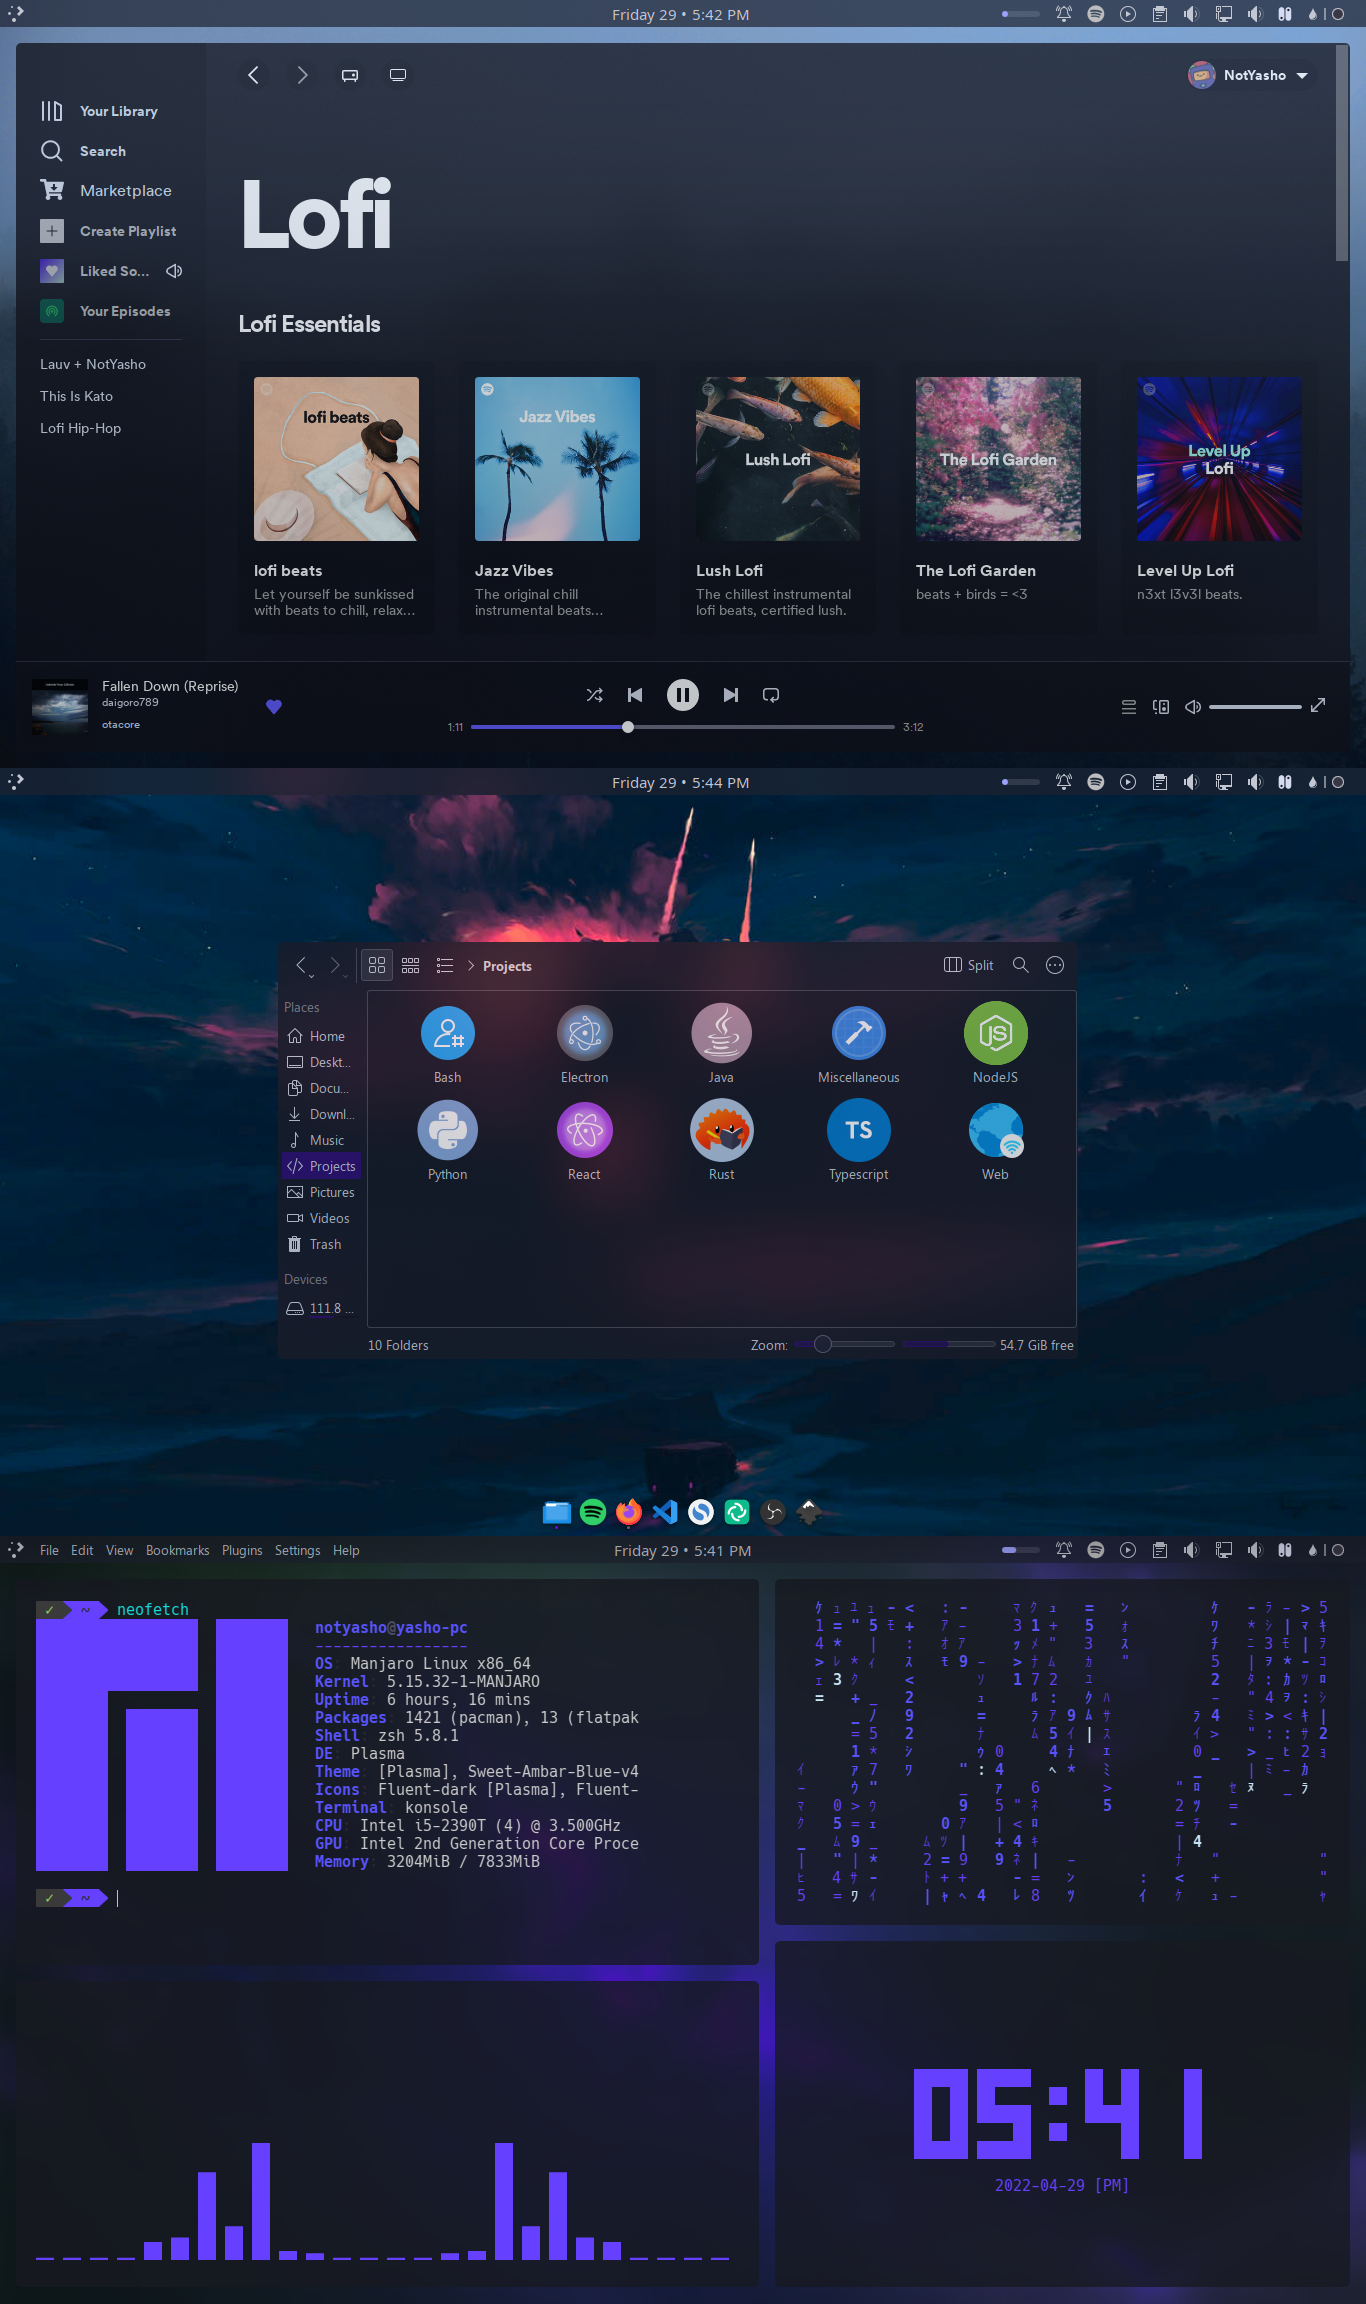 Friday 29 • 5:42 PM
Your Library
Search
Marketplace
Create Playlist
Liked So...
Your Episodes
Lauv + NotYasho
This Is Kato
Lofi Hip-Hop
NotYasho
Lofi
Lofi Essentials
lofi beats
Jazz Vibes
Lush Lofi
The Lofi Garden
Level Up
Lofi
lofi beats
Let yourself be sunkissed
with beats to chill, relax...
Jazz Vibes
The original chill
instrumental beats...
Lush Lofi
The chillest instrumental
lofi beats, certified lush.
The Lofi Garden
beats + birds = <3
Level Up Lofi
n3xt l3v3l beats.
Fallen Down (Reprise)
daigoro789
otacore
1:11
3:12
Friday 29 • 5:44 PM
Projects
Split
Places
Home
Deskt...
Docu...
Downl...
Music
Projects
Pictures
Videos
Trash
Devices
111.8 ...
Bash
Electron
Java
Miscellaneous
JS
NodeJS
Python
React
Rust
TS
Typescript
Web
10 Folders
Zoom:
54.7 GiB free
File Edit View Bookmarks Plugins Settings Help
Friday 29 • 5:41 PM
✓ ~ neofetch
notyasho@yasho-pc
-----------------
OS: Manjaro Linux x86_64
Kernel: 5.15.32-1-MANJARO
Uptime: 6 hours, 16 mins
Packages: 1421 (pacman), 13 (flatpak
Shell: zsh 5.8.1
DE: Plasma
Theme: [Plasma], Sweet-Ambar-Blue-v4
Icons: Fluent-dark [Plasma], Fluent-
Terminal: konsole
CPU: Intel i5-2390T (4) @ 3.500GHz
GPU: Intel 2nd Generation Core Proce
Memory: 3204MiB / 7833MiB
✓ ~
05:41
2022-04-29 [PM]